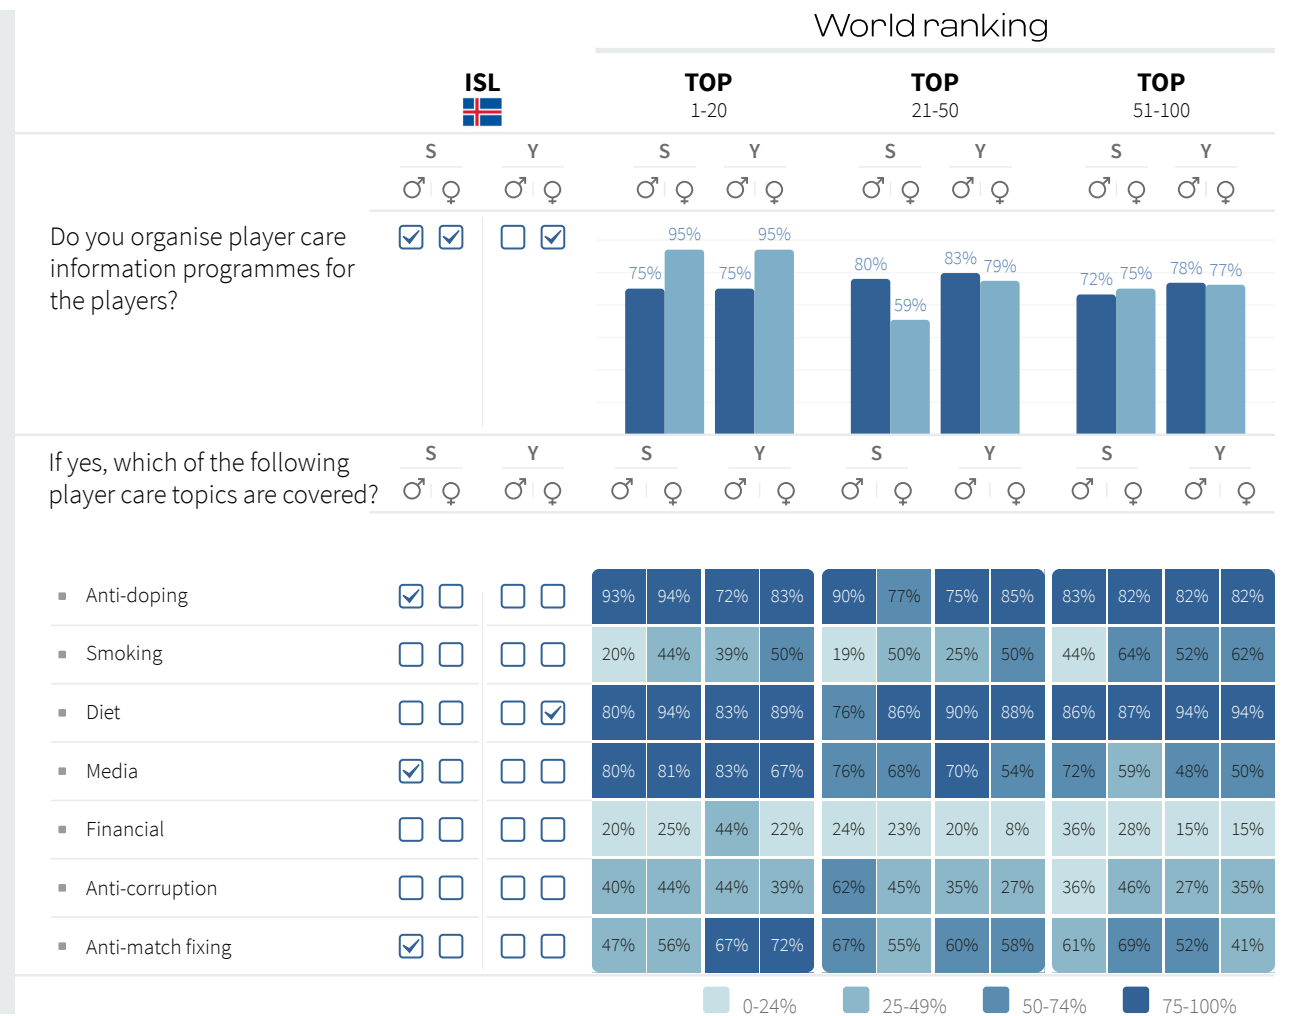 World ranking
ISL TOP TOP TOP
1-20 21-50 51-100
S Y S Y S Y S Y
Do you organise player care
information programmes for
the players?
75% 95% 75% 95% 80% 59% 83% 79% 72% 75% 78% 77%
If yes, which of the following
player care topics are covered?
S Y S Y S Y S Y
Anti-doping 93% 94% 72% 83% 90% 77% 75% 85% 83% 82% 82% 82%
Smoking 20% 44% 39% 50% 19% 50% 25% 50% 44% 64% 52% 62%
Diet 80% 94% 83% 89% 76% 86% 90% 88% 86% 87% 94% 94%
Media 80% 81% 83% 67% 76% 68% 70% 54% 72% 59% 48% 50%
Financial 20% 25% 44% 22% 24% 23% 20% 8% 36% 28% 15% 15%
Anti-corruption 40% 44% 44% 39% 62% 45% 35% 27% 36% 46% 27% 35%
Anti-match fixing 47% 56% 67% 72% 67% 55% 60% 58% 61% 69% 52% 41%
0-24% 25-49% 50-74% 75-100%